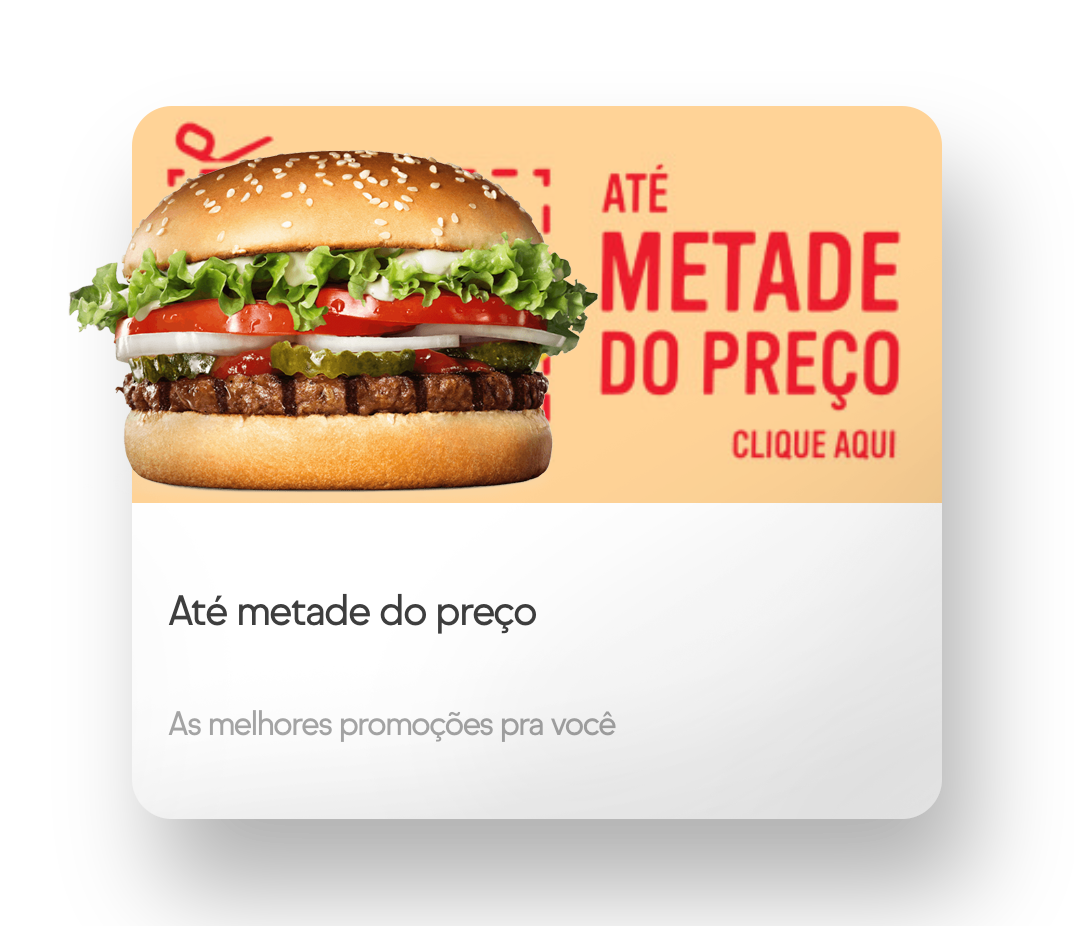 ATÉ
METADE
DO PREÇO
CLIQUE AQUI
Até metade do preço
As melhores promoções pra você